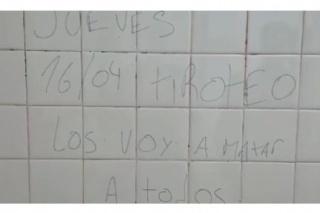 JUEVES
16/04 TIROTEO
LOS VOY A MATAR
A TODOS